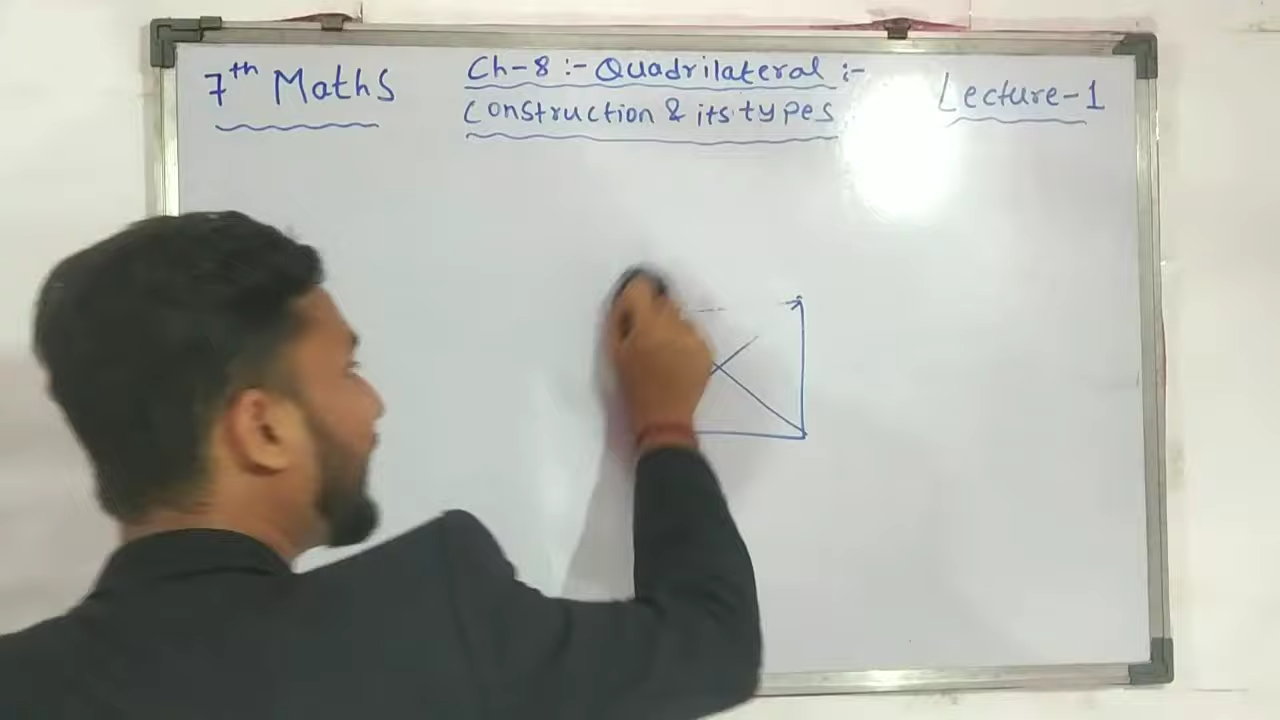 7th Maths
Ch-8 :- Quadrilateral :-
Construction & its types
Lecture-1